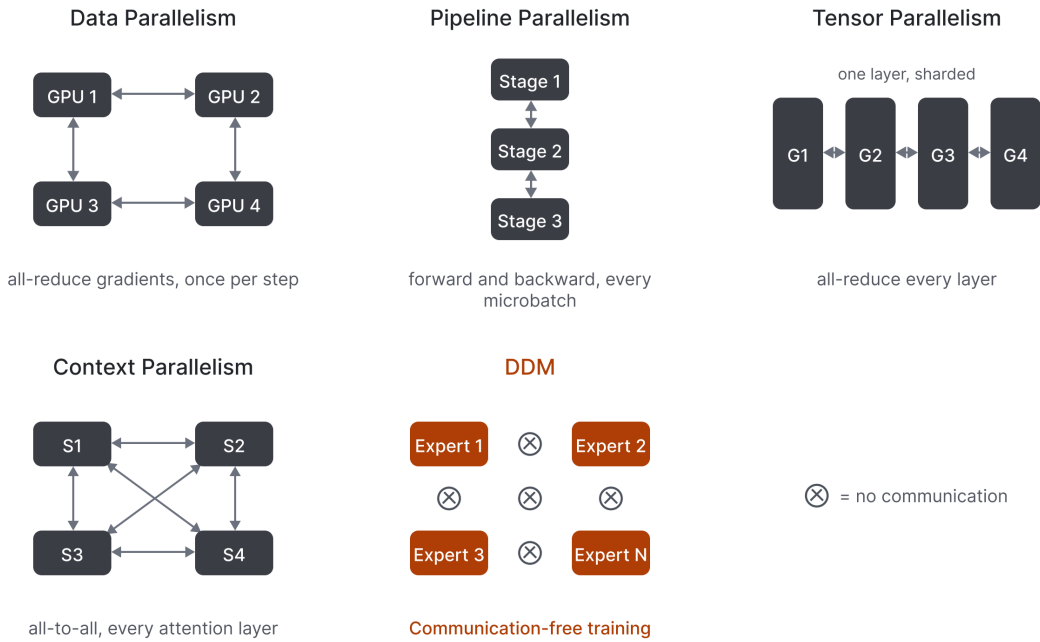 Data Parallelism
GPU 1
GPU 2
GPU 3
GPU 4
all-reduce gradients, once per step
Pipeline Parallelism
Stage 1
Stage 2
Stage 3
forward and backward, every
microbatch
Tensor Parallelism
one layer, sharded
G1
G2
G3
G4
all-reduce every layer
Context Parallelism
S1
S2
S3
S4
all-to-all, every attention layer
DDM
Expert 1
Expert 2
Expert 3
Expert N
Communication-free training
= no communication